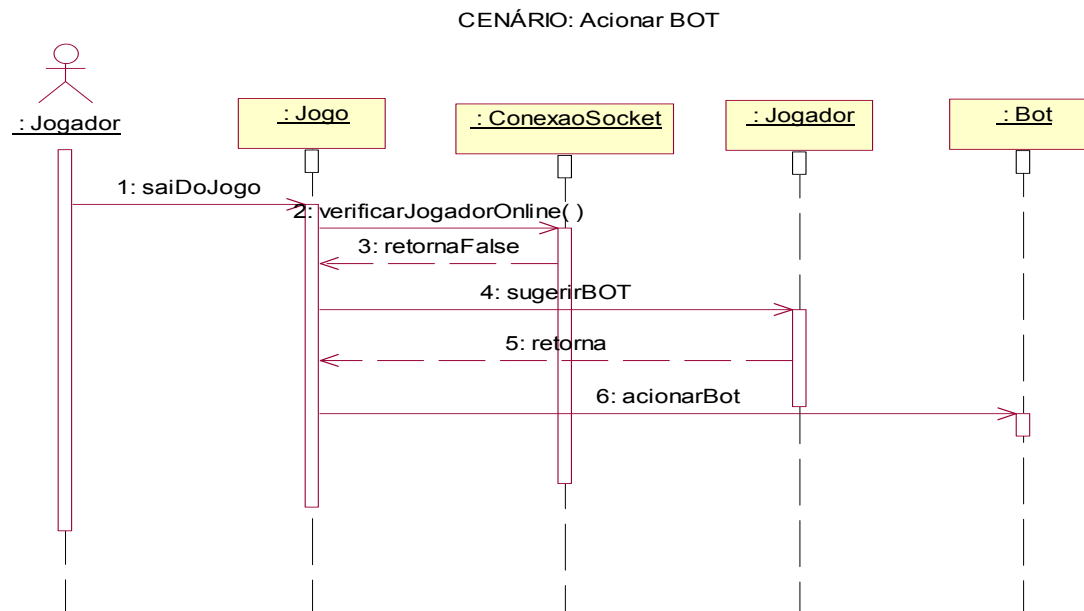 CENÁRIO: Acionar BOT
: Jogador
: Jogo
: ConexaoSocket
: Jogador
: Bot
1: saiDoJogo
2: verificarJogadorOnline( )
3: retornaFalse
4: sugerirBOT
5: retorna
6: acionarBot